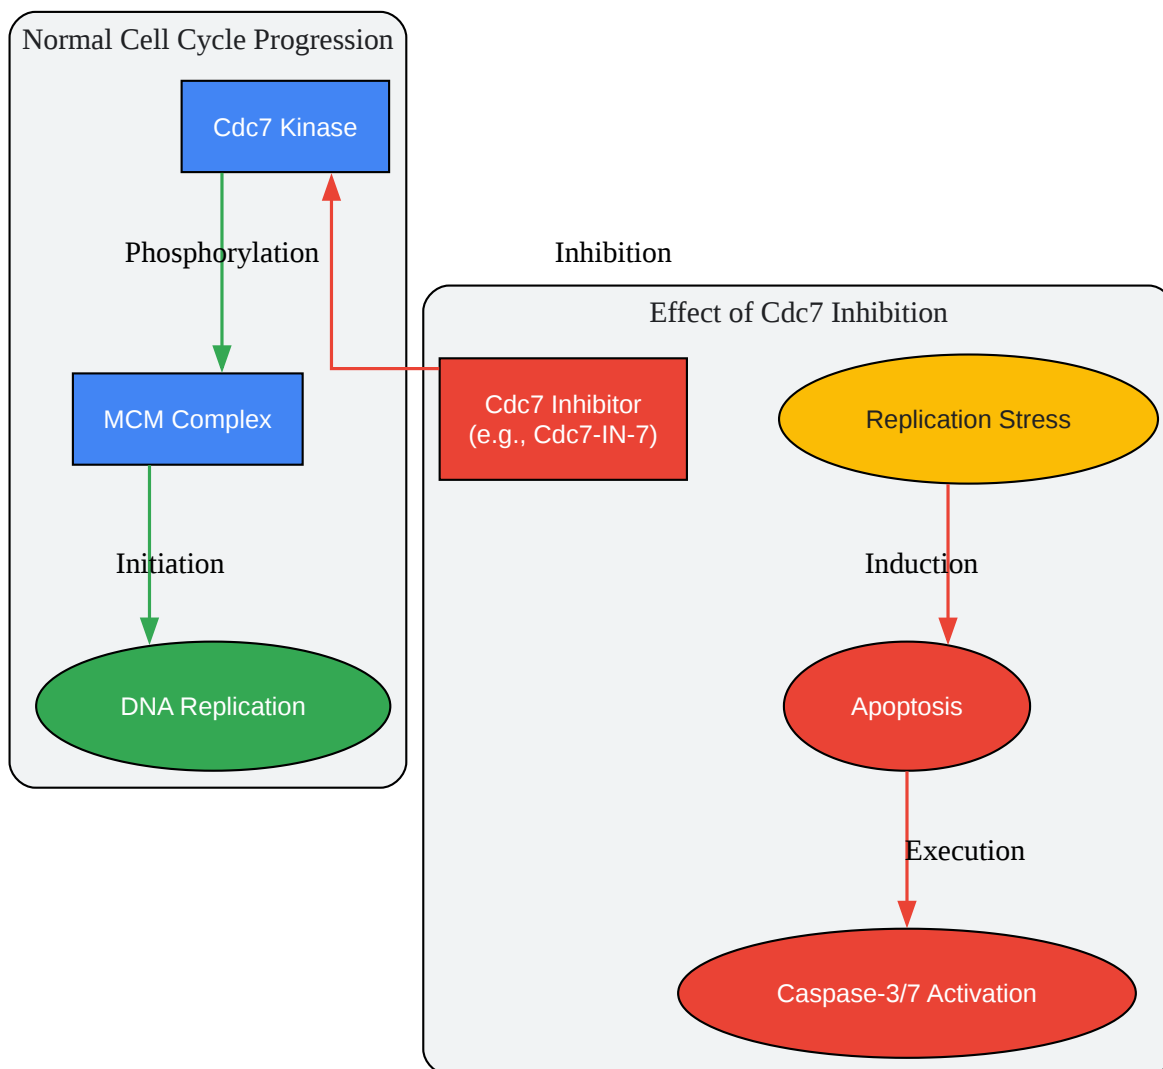 Normal Cell Cycle Progression
Cdc7 Kinase
Phosphorylation
MCM Complex
Initiation
DNA Replication
Inhibition
Effect of Cdc7 Inhibition
Cdc7 Inhibitor
(e.g., Cdc7-IN-7)
Replication Stress
Induction
Apoptosis
Execution
Caspase-3/7 Activation